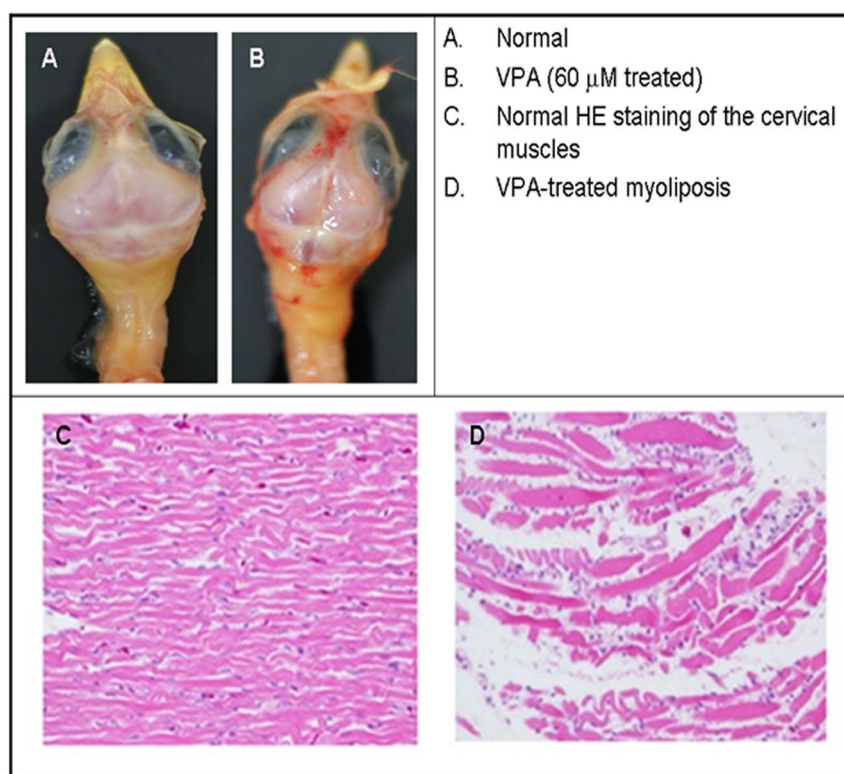 A
B
A. Normal
B. VPA (60 μM treated)
C. Normal HE staining of the cervical
muscles
D. VPA-treated myoliposis
C
D